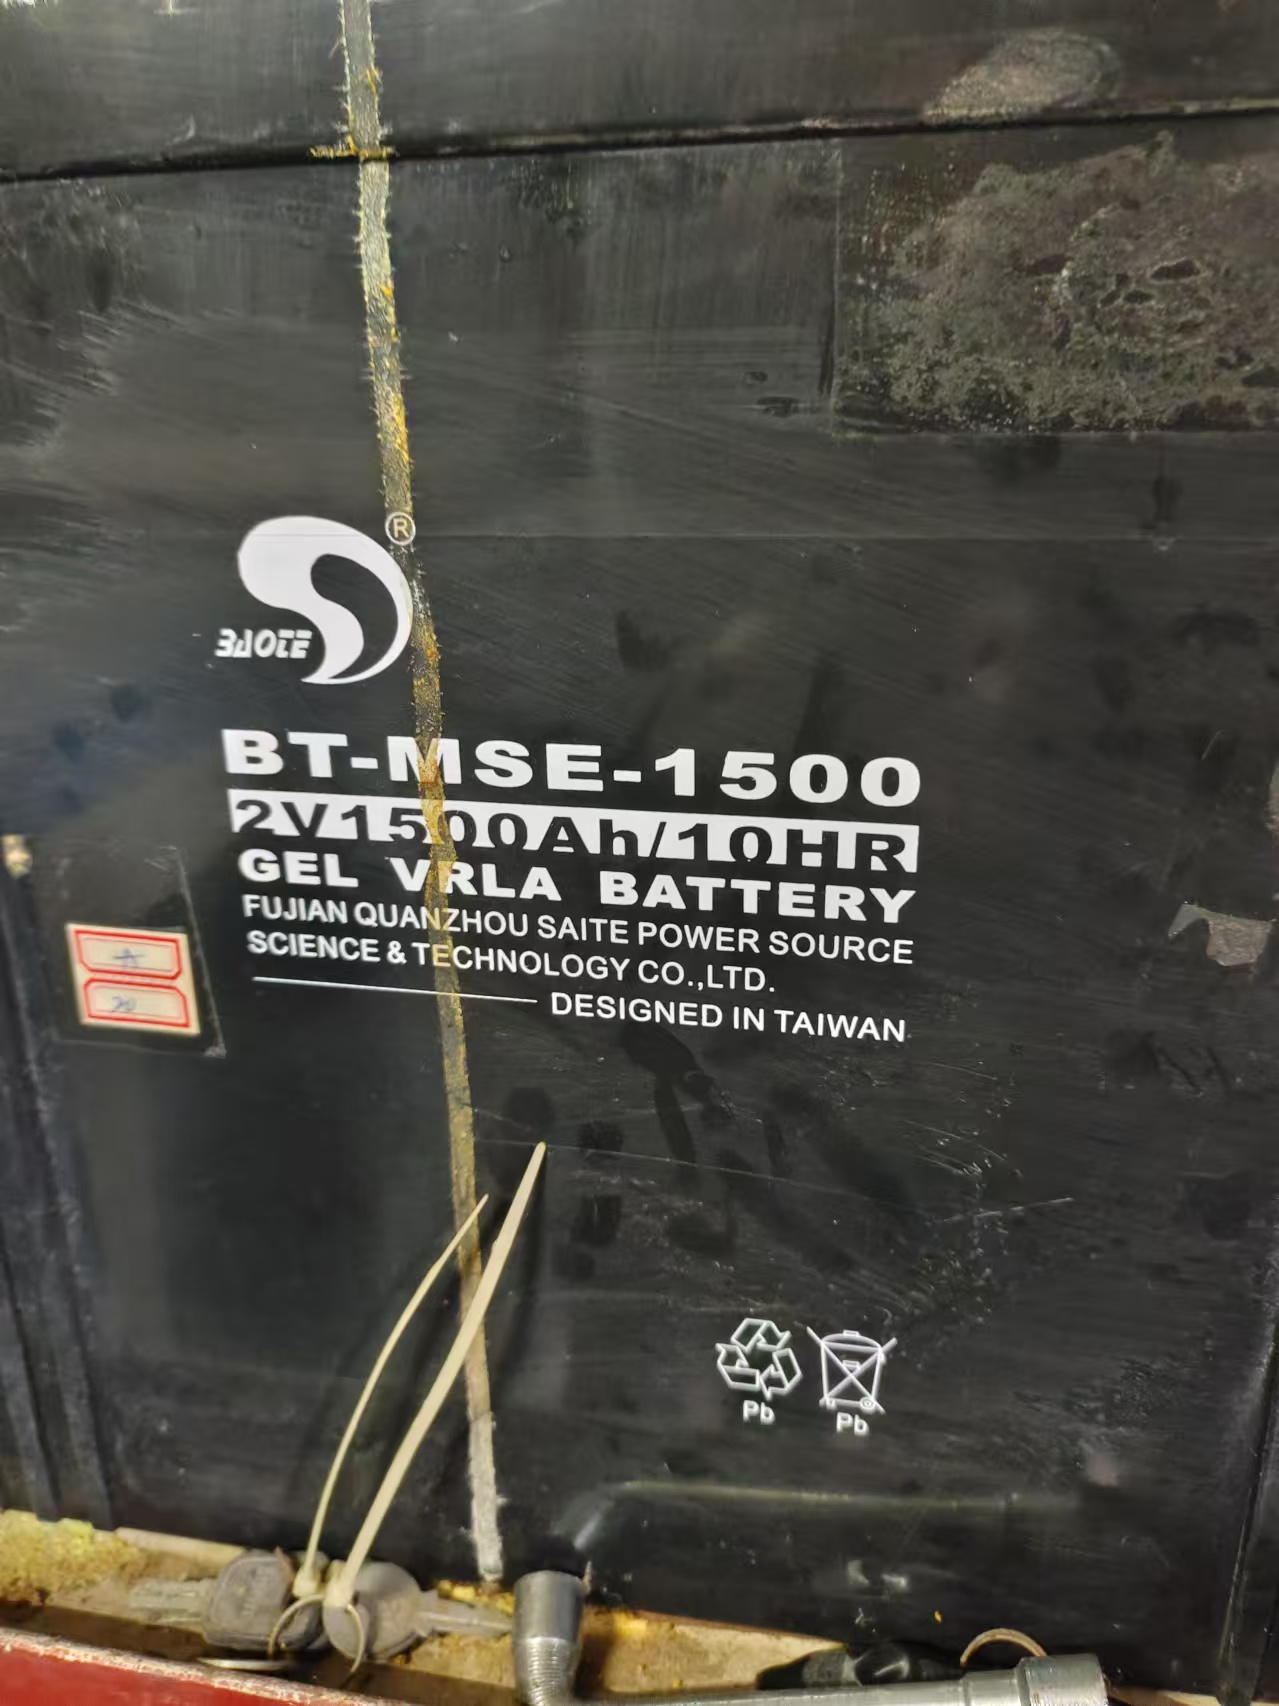 ®
BAOTE
BT-MSE-1500
2V1500Ah/10HR
GEL VRLA BATTERY
FUJIAN QUANZHOU SAITE POWER SOURCE
SCIENCE & TECHNOLOGY CO.,LTD.
DESIGNED IN TAIWAN
20
Pb Pb